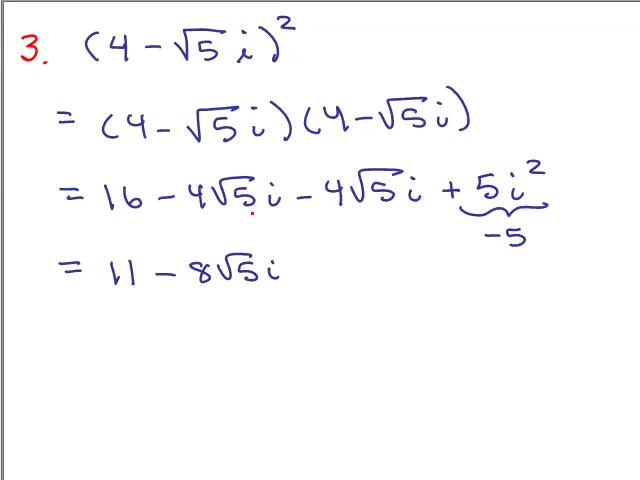 3. (4 - √5 i)²
= (4 - √5 i)(4 - √5 i)
= 16 - 4√5 i - 4√5 i + 5i²
-5
= 11 - 8√5 i